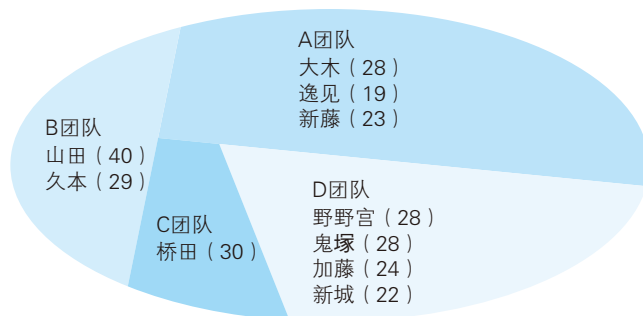 A团队
大木（28）
逸见（19）
新藤（23）
B团队
山田（40）
久本（29）
C团队
桥田（30）
D团队
野野宫（28）
鬼塚（28）
加藤（24）
新城（22）